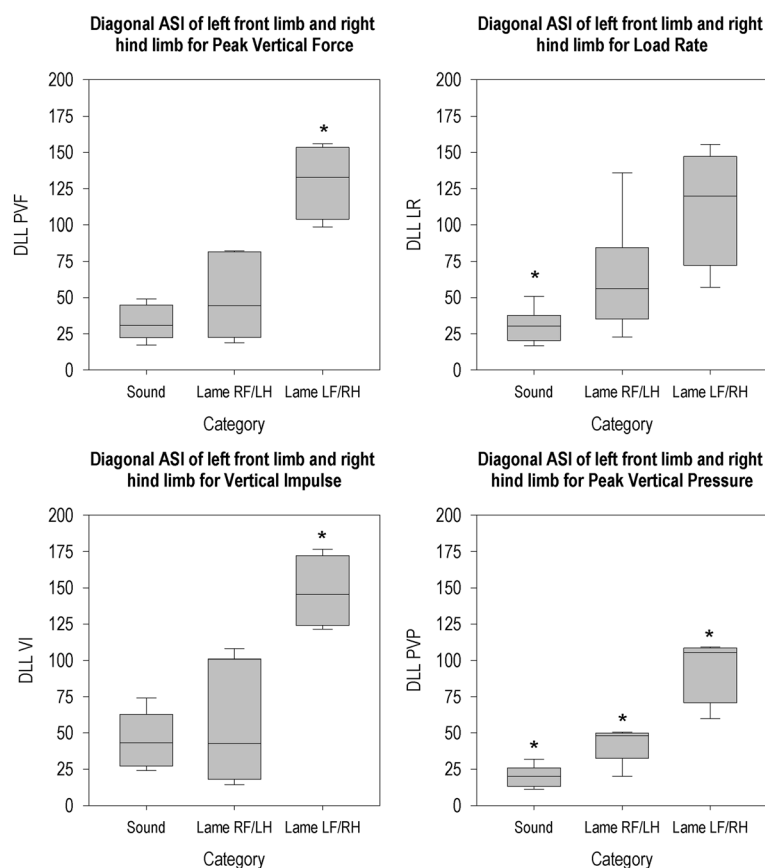 Diagonal ASI of left front limb and right
hind limb for Peak Vertical Force
200
175
150
125
100
75
50
25
0
DLL PVF
*
Sound Lame RF/LH Lame LF/RH
Category
Diagonal ASI of left front limb and right
hind limb for Load Rate
200
175
150
125
100
75
50
25
0
DLL LR
*
Sound Lame RF/LH Lame LF/RH
Category
Diagonal ASI of left front limb and right
hind limb for Vertical Impulse
200
175
150
125
100
75
50
25
0
DLL VI
*
Sound Lame RF/LH Lame LF/RH
Category
Diagonal ASI of left front limb and right
hind limb for Peak Vertical Pressure
200
175
150
125
100
75
50
25
0
DLL PVP
* * *
Sound Lame RF/LH Lame LF/RH
Category